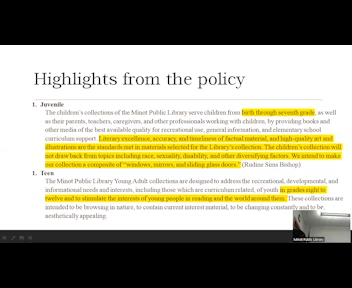 Highlights from the policy
1. Juvenile
The children's collections of the Minot Public Library serve children from birth through seventh grade, as well
as their parents, teachers, caregivers, and other professionals working with children, by providing books and
other media of the best available quality for recreational use, general information, and elementary school
curriculum support. Literary excellence, accuracy, and timeliness of factual material, and high-quality art and
illustrations are the standards met in materials selected for the Library's collection. The children's collection will
not draw back from topics including race, sexuality, disability, and other diversifying factors. We intend to make
our collection a composite of "windows, mirrors, and sliding glass doors." (Rudine Sims Bishop)
1. Teen
The Minot Public Library Young Adult collections are designed to address the recreational, developmental, and
informational needs and interests, including those which are curriculum related, of youth in grades eight to
twelve and to stimulate the interests of young people in reading and the world around them. These collections are
intended to be browsing in nature, to contain current interest material, to be changing constantly and to be
aesthetically appealing.
Minot Public Library